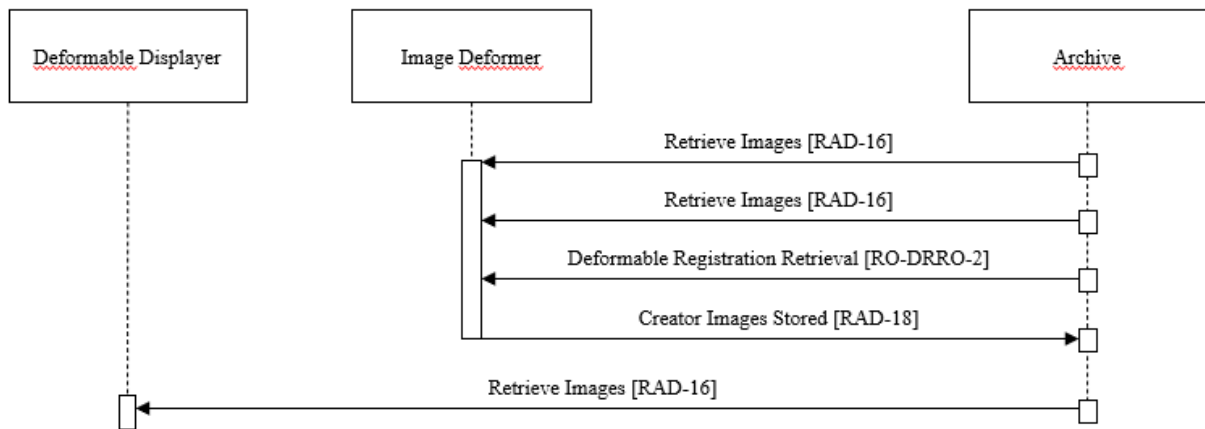 Deformable Displayer
Image Deformer
Archive
Retrieve Images [RAD-16]
Retrieve Images [RAD-16]
Deformable Registration Retrieval [RO-DRRO-2]
Creator Images Stored [RAD-18]
Retrieve Images [RAD-16]